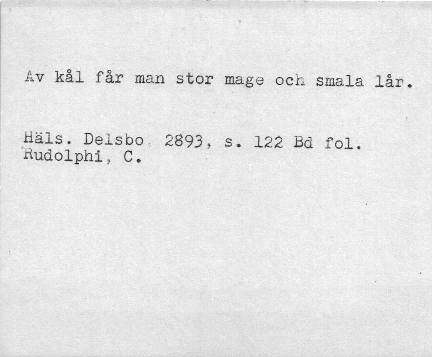 Av kål får man stor mage och smala lår.
Häls. Delsbo 2893, s. 122 Bd fol.
Rudolphi, C.